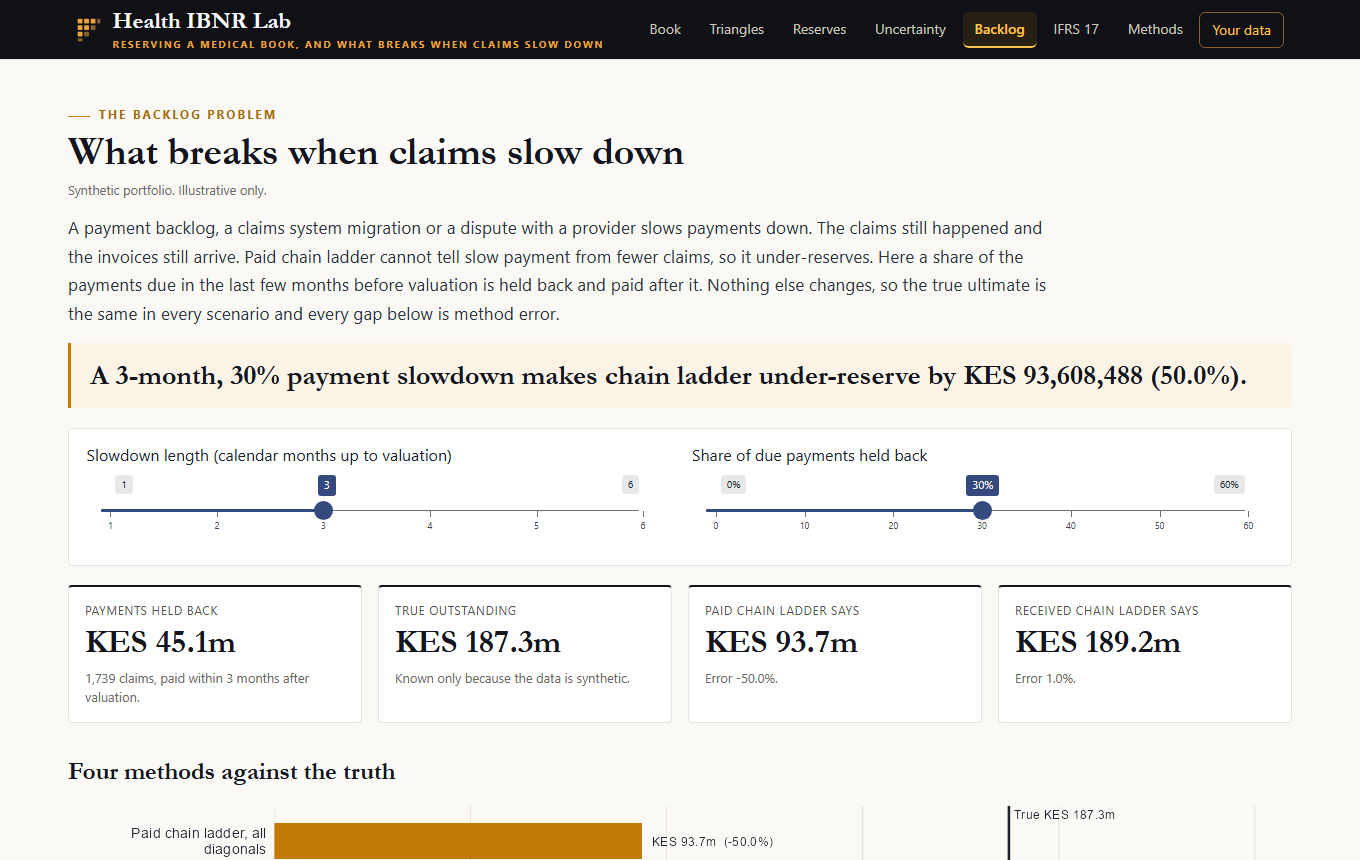 Health IBNR Lab
RESERVING A MEDICAL BOOK, AND WHAT BREAKS WHEN CLAIMS SLOW DOWN
Book Triangles Reserves Uncertainty Backlog IFRS 17 Methods Your data
THE BACKLOG PROBLEM
What breaks when claims slow down
Synthetic portfolio. Illustrative only.
A payment backlog, a claims system migration or a dispute with a provider slows payments down. The claims still happened and
the invoices still arrive. Paid chain ladder cannot tell slow payment from fewer claims, so it under-reserves. Here a share of the
payments due in the last few months before valuation is held back and paid after it. Nothing else changes, so the true ultimate is
the same in every scenario and every gap below is method error.
A 3-month, 30% payment slowdown makes chain ladder under-reserve by KES 93,608,488 (50.0%).
Slowdown length (calendar months up to valuation)
1 3 6
1 2 3 4 5 6
Share of due payments held back
0% 30% 60%
0 10 20 30 40 50 60
PAYMENTS HELD BACK
KES 45.1m
1,739 claims, paid within 3 months after
valuation.
TRUE OUTSTANDING
KES 187.3m
Known only because the data is synthetic.
PAID CHAIN LADDER SAYS
KES 93.7m
Error -50.0%.
RECEIVED CHAIN LADDER SAYS
KES 189.2m
Error 1.0%.
Four methods against the truth
True KES 187.3m
Paid chain ladder, all
diagonals
KES 93.7m (-50.0%)